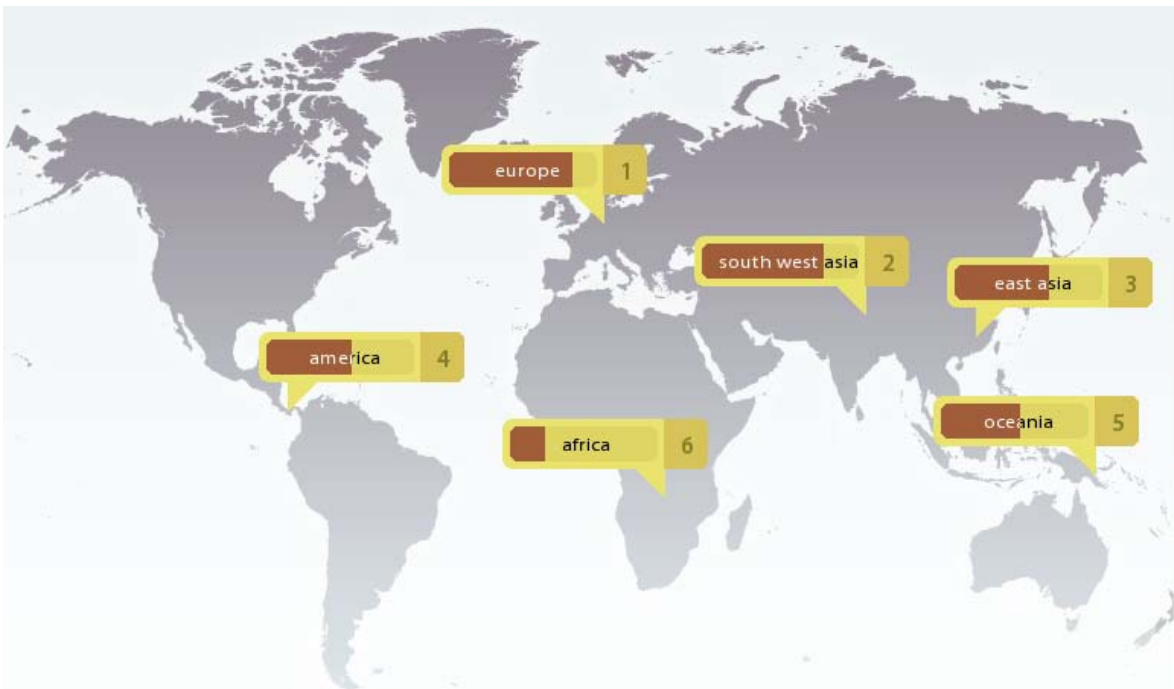 europe 1
south west asia 2
east asia 3
america 4
oceania 5
africa 6